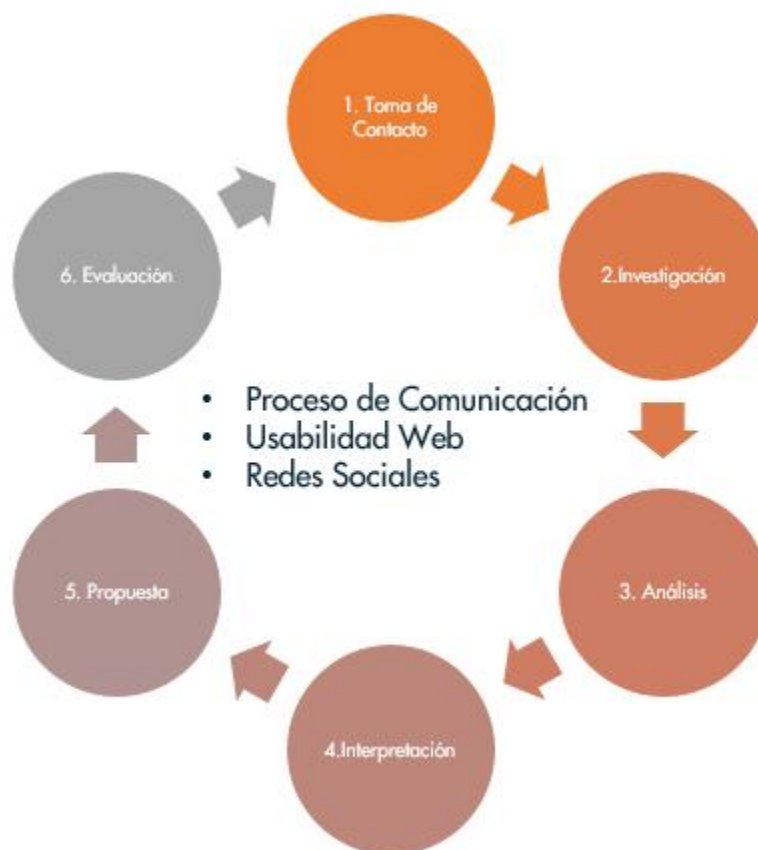 1. Toma de
Contacto
2.Investigación
3. Análisis
4.Interpretación
5. Propuesta
6. Evaluación
• Proceso de Comunicación
• Usabilidad Web
• Redes Sociales